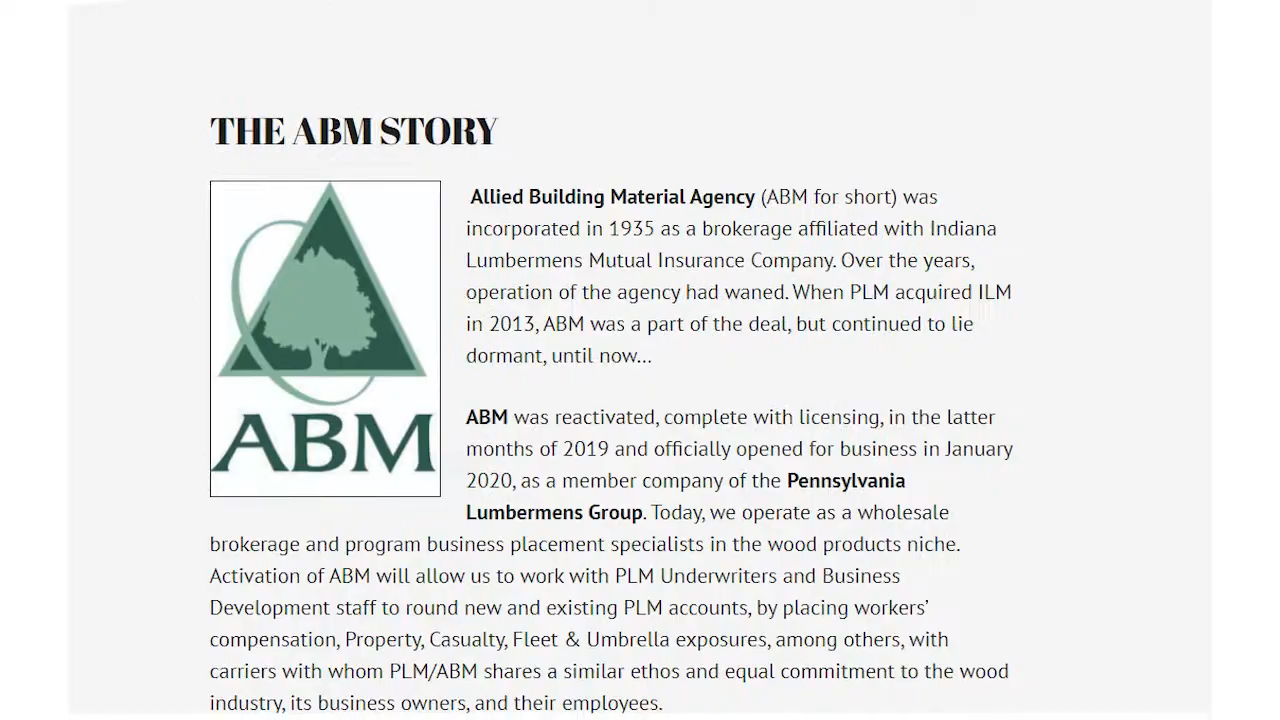 THE ABM STORY
ABM
Allied Building Material Agency (ABM for short) was
incorporated in 1935 as a brokerage affiliated with Indiana
Lumbermens Mutual Insurance Company. Over the years,
operation of the agency had waned. When PLM acquired ILM
in 2013, ABM was a part of the deal, but continued to lie
dormant, until now...
ABM was reactivated, complete with licensing, in the latter
months of 2019 and officially opened for business in January
2020, as a member company of the Pennsylvania
Lumbermens Group. Today, we operate as a wholesale
brokerage and program business placement specialists in the wood products niche.
Activation of ABM will allow us to work with PLM Underwriters and Business
Development staff to round new and existing PLM accounts, by placing workers’
compensation, Property, Casualty, Fleet & Umbrella exposures, among others, with
carriers with whom PLM/ABM shares a similar ethos and equal commitment to the wood
industry, its business owners, and their employees.